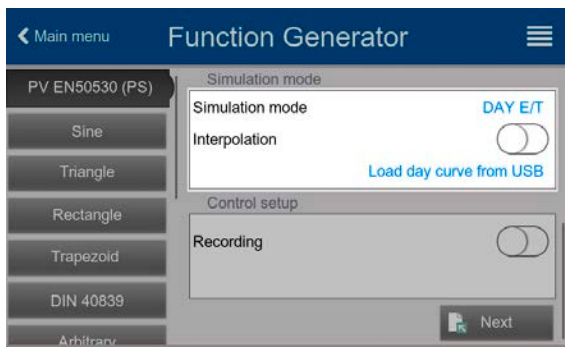 Main menu
Function Generator
PV EN50530 (PS)
Sine
Triangle
Rectangle
Trapezoid
DIN 40839
Arbitrary
Simulation mode
Simulation mode DAY E/T
Interpolation
Load day curve from USB
Control setup
Recording
Next